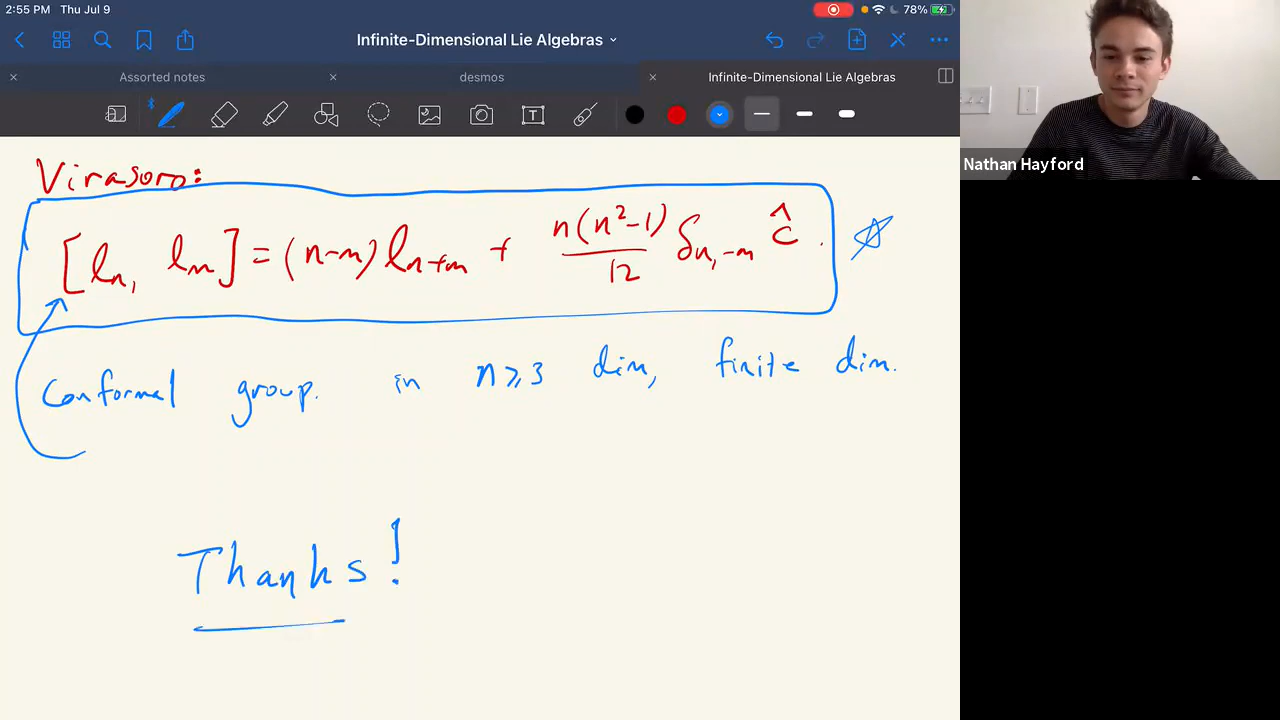 2:55 PM Thu Jul 9
78%
Infinite-Dimensional Lie Algebras
Assorted notes
desmos
Infinite-Dimensional Lie Algebras
T
Nathan Hayford
Virasoro:
[lₙ, lₘ] = (n-m) lₙ₊ₘ + n(n²-1)/12 δₙ,₋ₘ ĉ.
Conformal group. in n ⩾ 3 dim, finite dim.
Thanks!